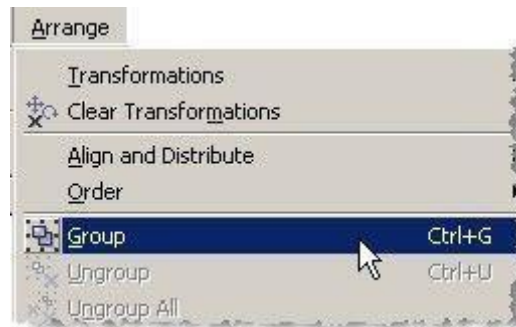 Arrange
Transformations
Clear Transformations
Align and Distribute
Order
Group Ctrl+G
Ungroup Ctrl+U
Ungroup All